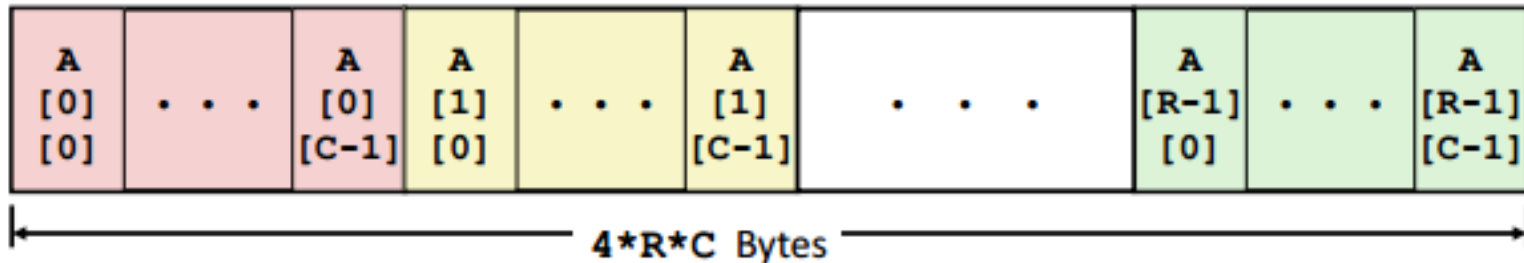 A A A A A A
[0] · · · [0] [1] · · · [1] · · · [R-1] · · · [R-1]
[0] [C-1] [0] [C-1] [0] [C-1]
4*R*C Bytes